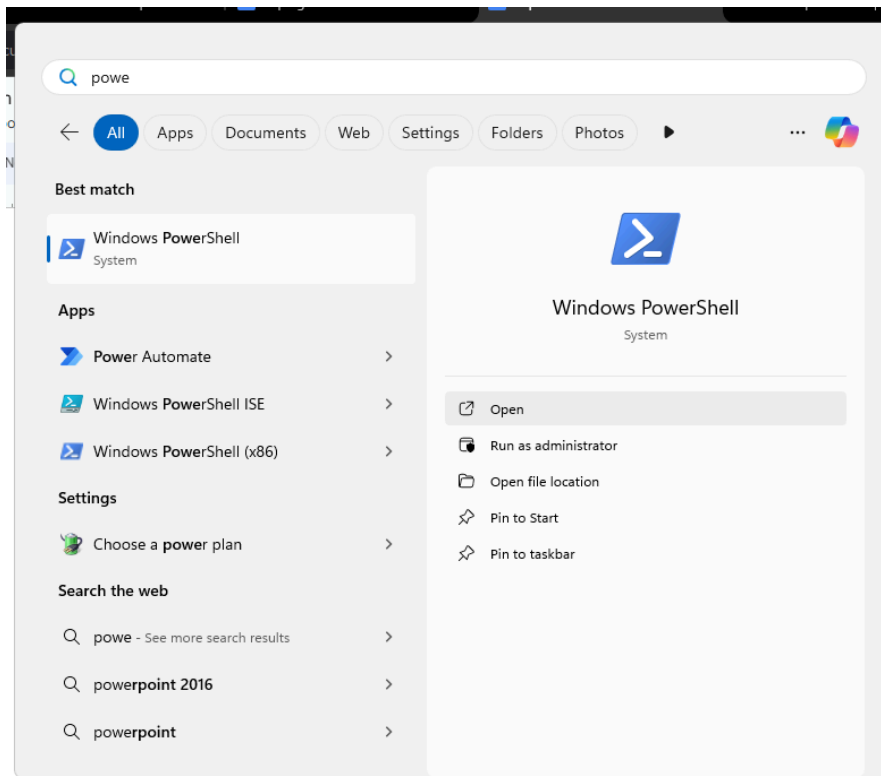 powe
All
Apps
Documents
Web
Settings
Folders
Photos
Best match
Windows PowerShell
System
Apps
Power Automate
Windows PowerShell ISE
Windows PowerShell (x86)
Settings
Choose a power plan
Search the web
powe - See more search results
powerpoint 2016
powerpoint
Windows PowerShell
System
Open
Run as administrator
Open file location
Pin to Start
Pin to taskbar